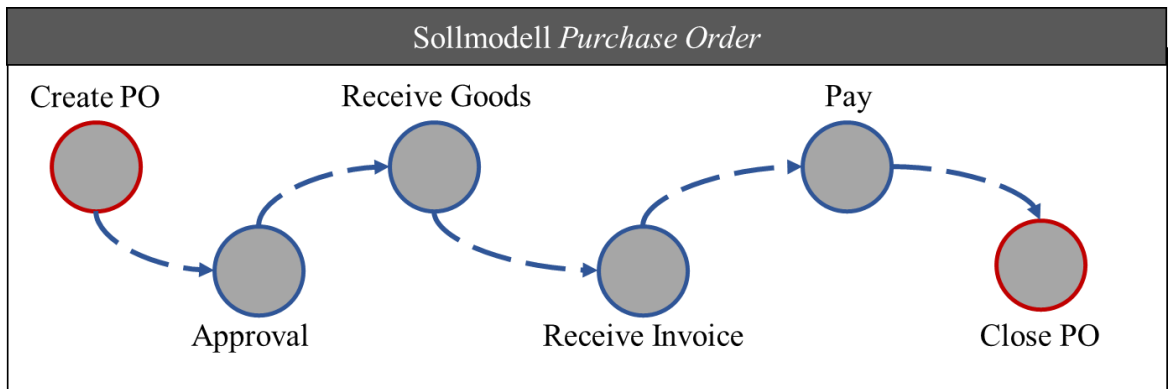 Sollmodell Purchase Order
Create PO
Receive Goods
Pay
Approval
Receive Invoice
Close PO